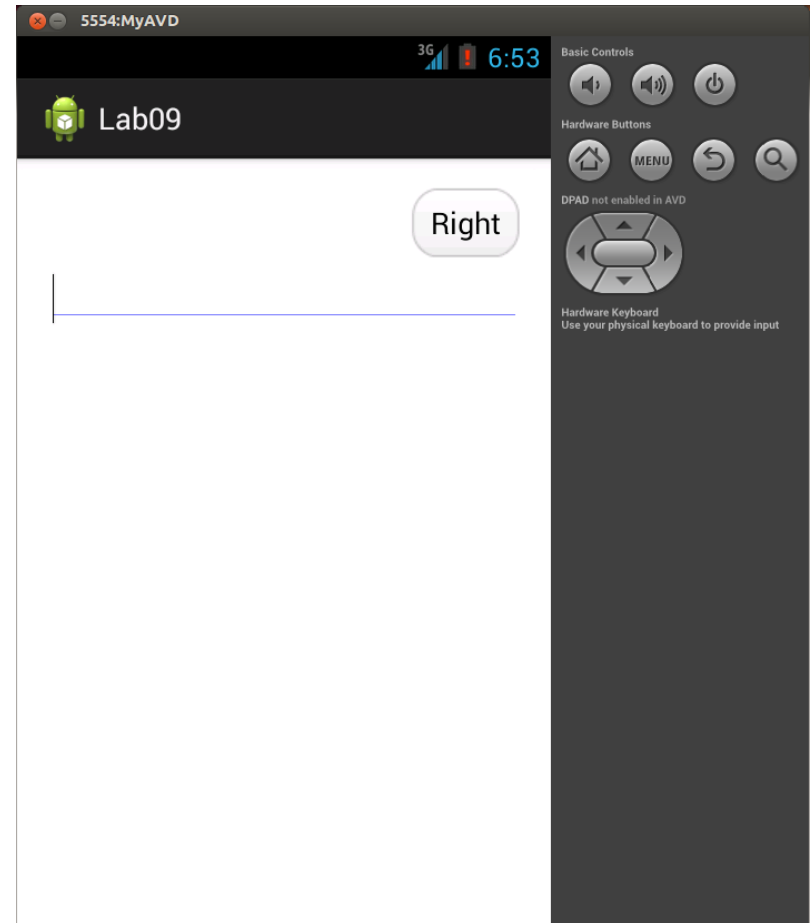 5554:MyAVD
3G 6:53
Lab09
Right
Basic Controls
Hardware Buttons
MENU
DPAD not enabled in AVD
Hardware Keyboard
Use your physical keyboard to provide input